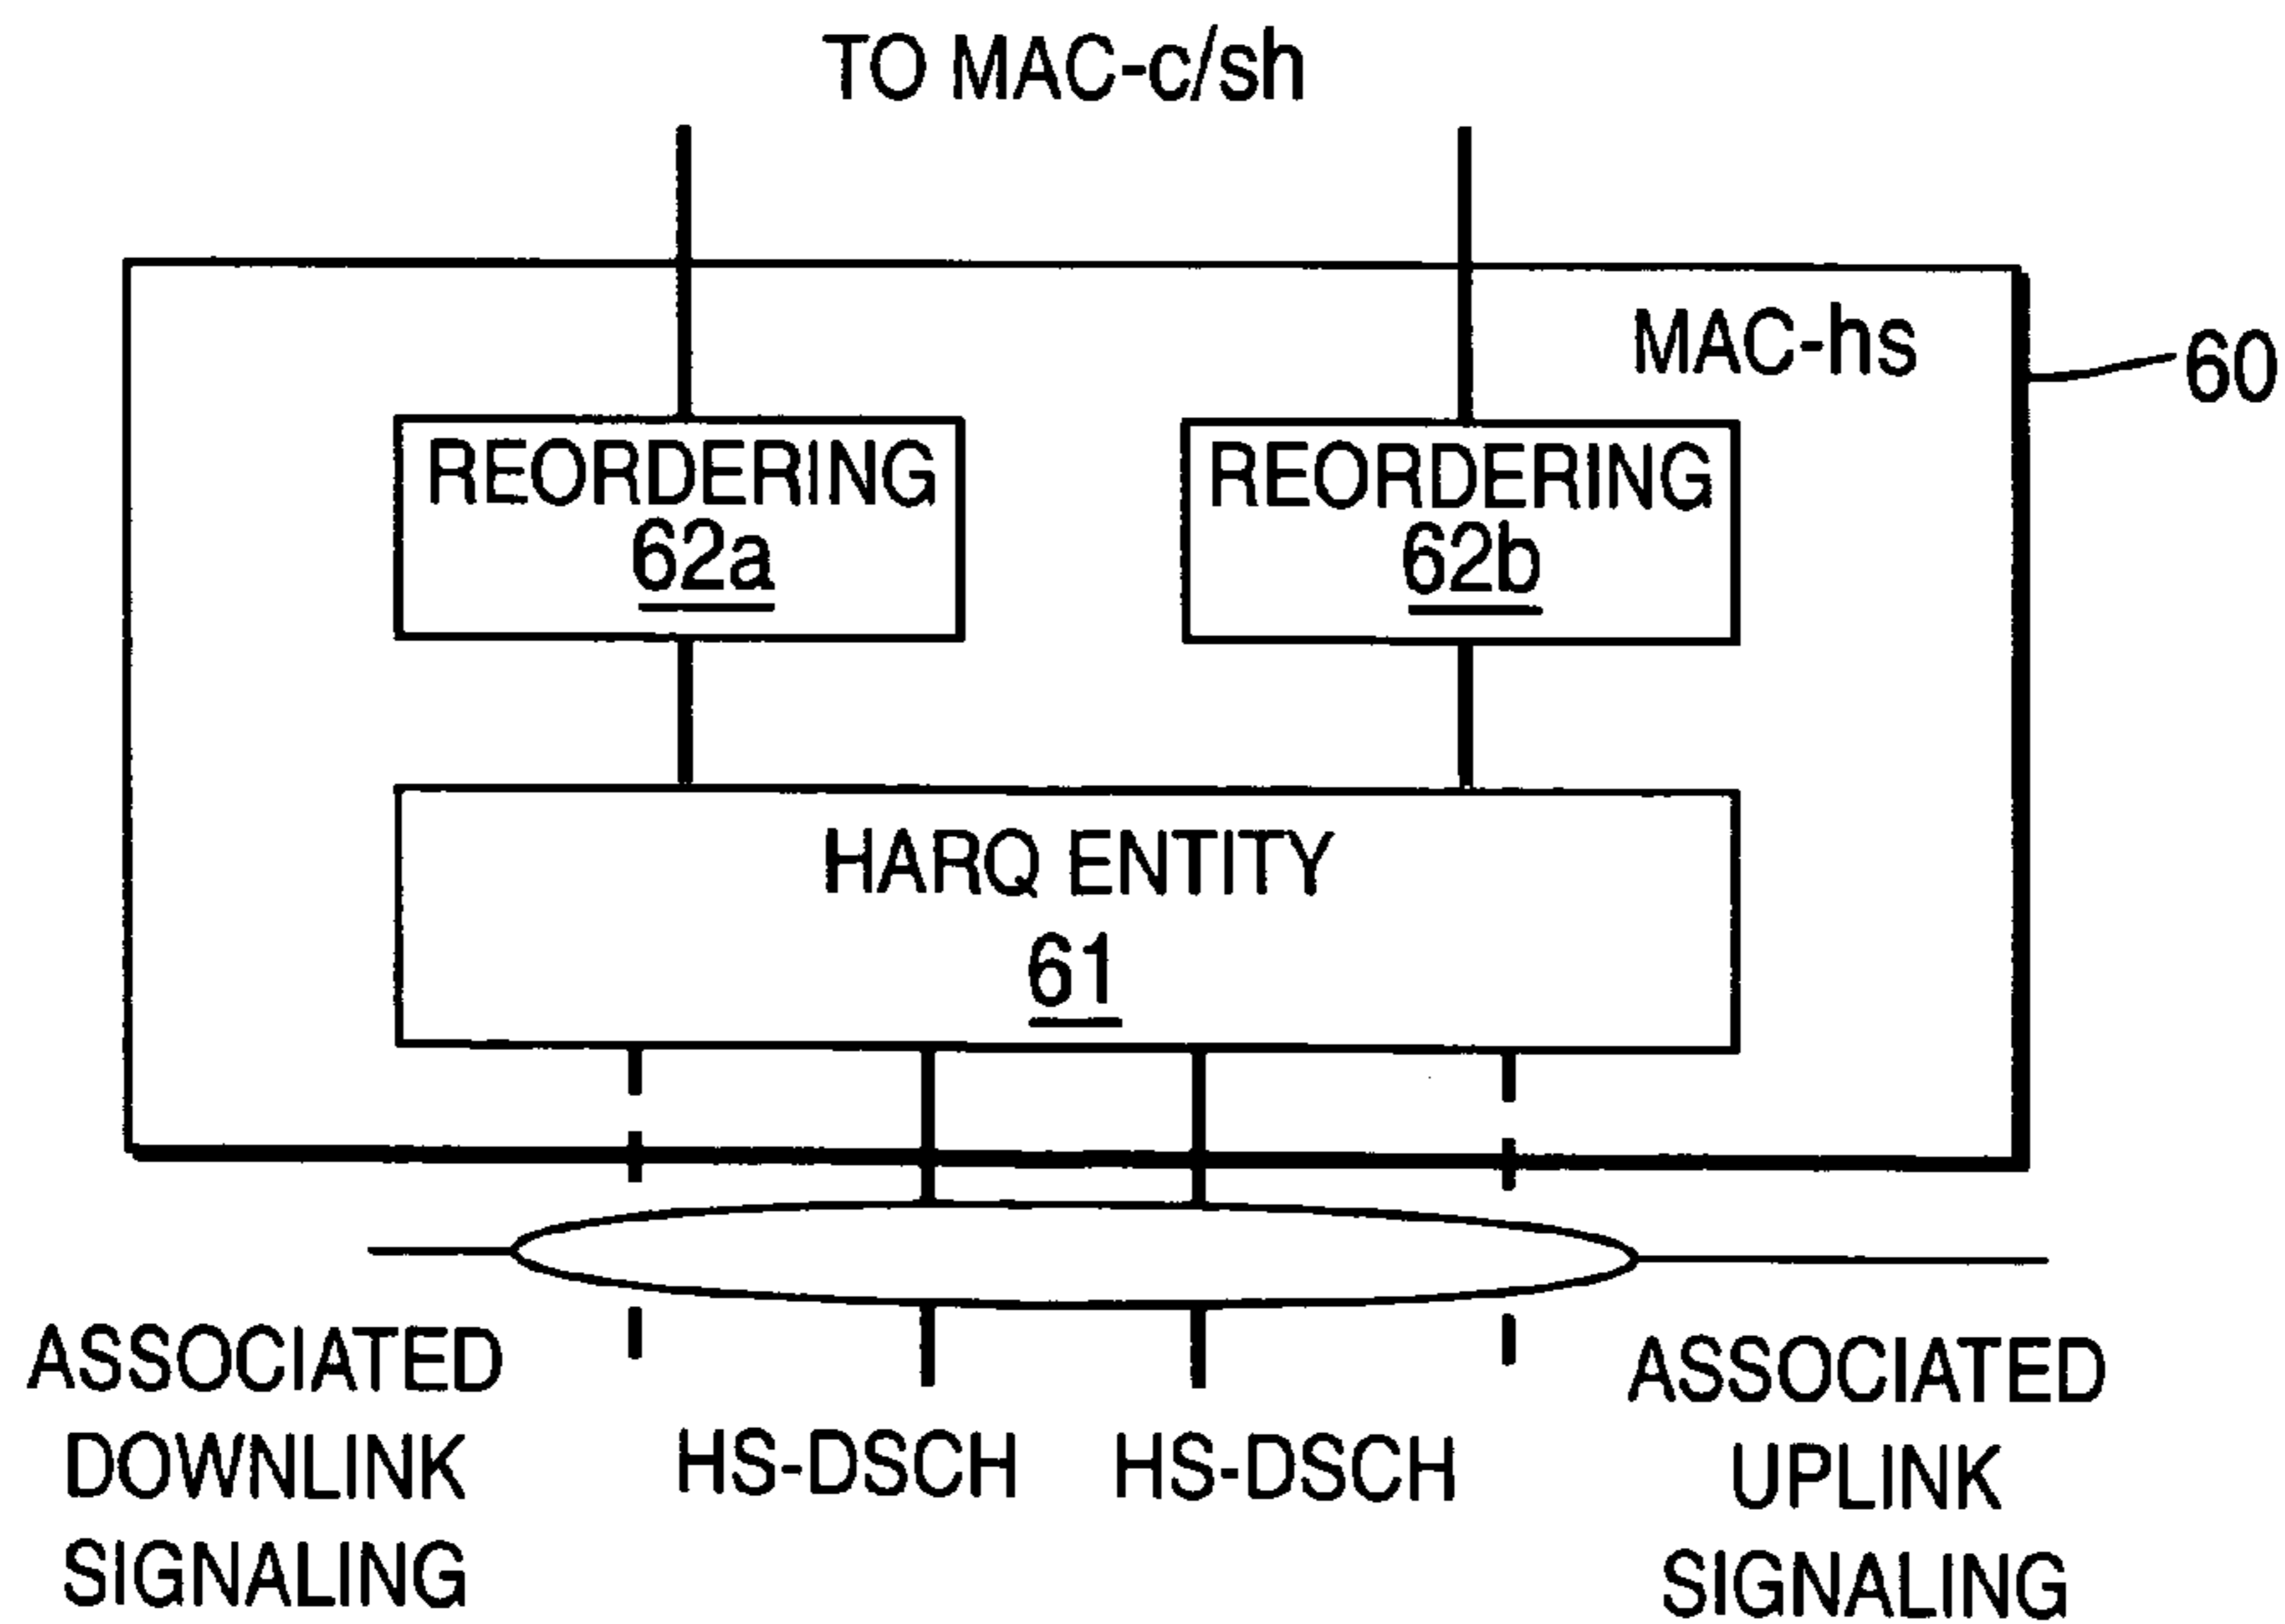 TO MAC-c/sh
MAC-hs
60
REORDERING
62a
REORDERING
62b
HARQ ENTITY
61
ASSOCIATED
DOWNLINK
SIGNALING
HS-DSCH
HS-DSCH
ASSOCIATED
UPLINK
SIGNALING